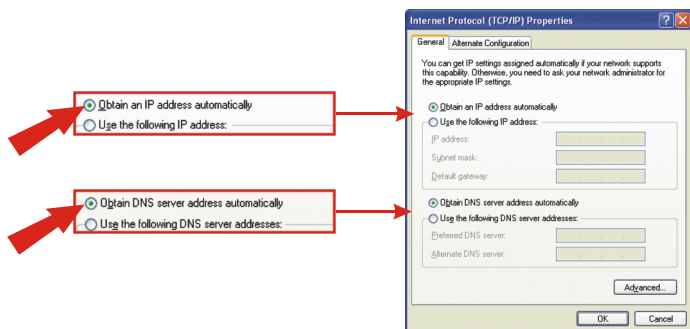 Obtain an IP address automatically
Use the following IP address:
Obtain DNS server address automatically
Use the following DNS server addresses:
Internet Protocol (TCP/IP) Properties
General
Alternate Configuration
You can get IP settings assigned automatically if your network supports
this capability. Otherwise, you need to ask your network administrator for
the appropriate IP settings.
Obtain an IP address automatically
Use the following IP address:
IP address:
Subnet mask:
Default gateway:
Obtain DNS server address automatically
Use the following DNS server addresses:
Preferred DNS server:
Alternate DNS server:
Advanced...
OK
Cancel